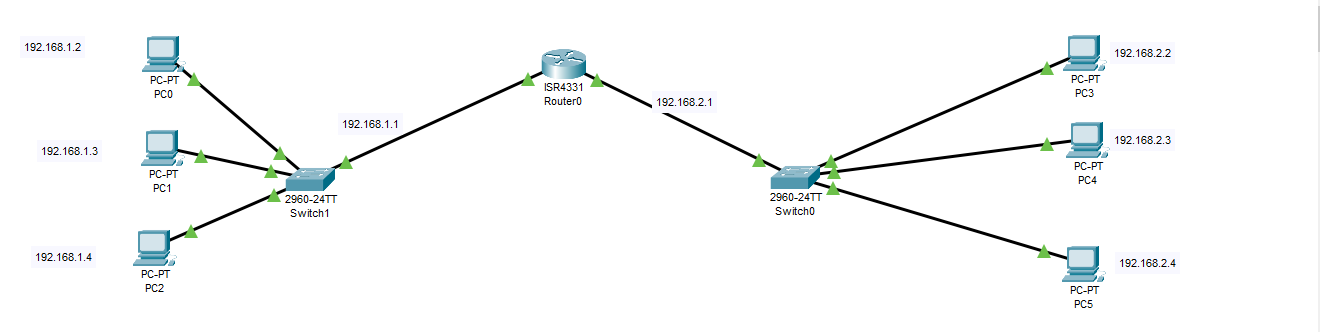 192.168.1.2
PC-PT
PC0
192.168.1.3
PC-PT
PC1
192.168.1.4
PC-PT
PC2
2960-24TT
Switch1
192.168.1.1
ISR4331
Router0
192.168.2.1
2960-24TT
Switch0
PC-PT
PC3
192.168.2.2
PC-PT
PC4
192.168.2.3
PC-PT
PC5
192.168.2.4